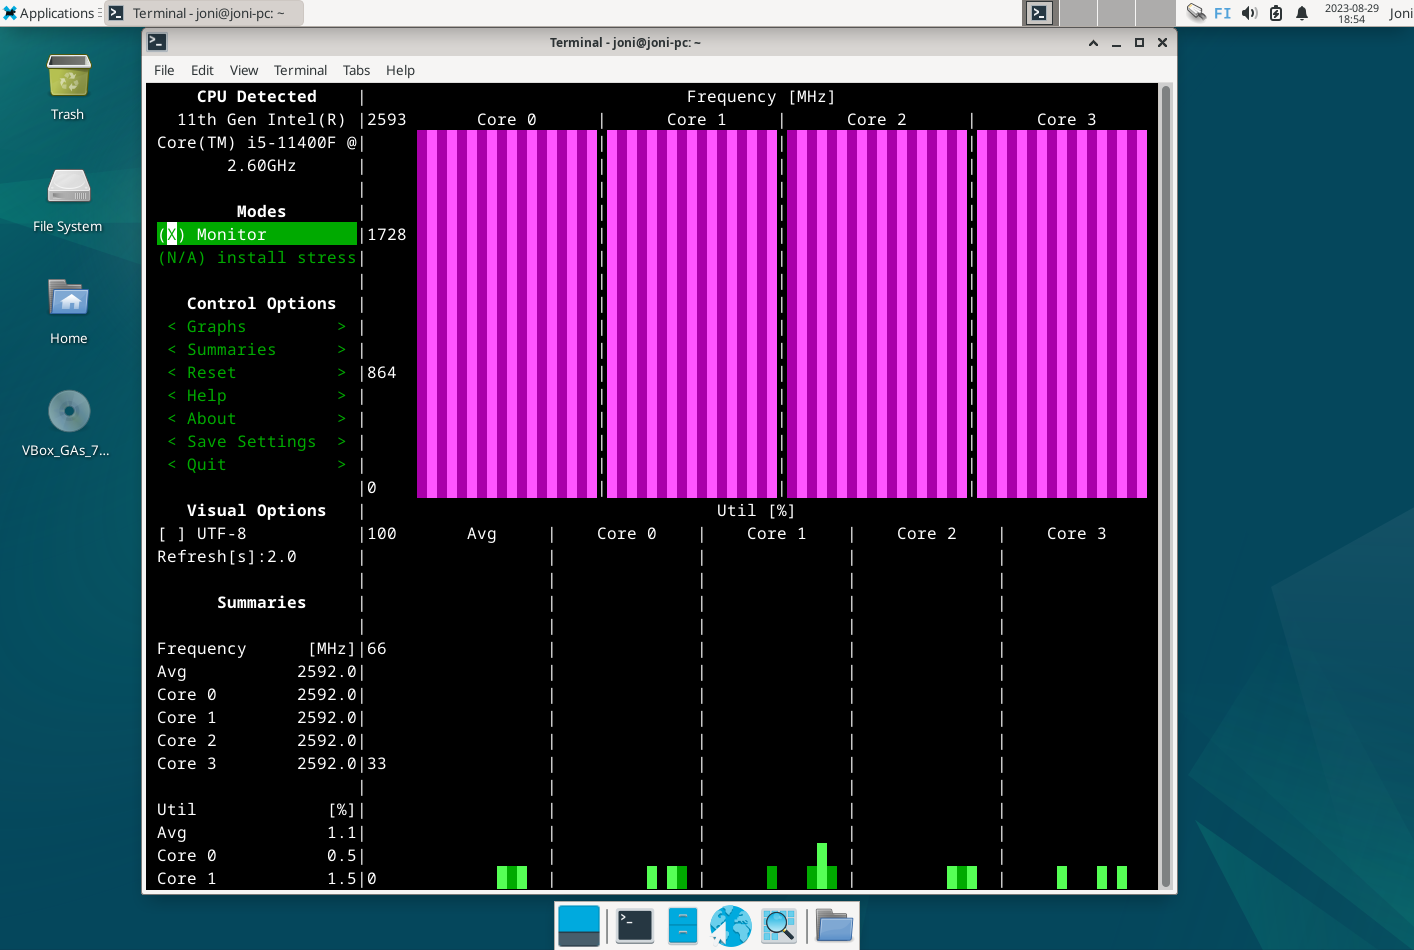 Applications
Terminal - joni@joni-pc: ~
FI
2023-08-29
18:54
Joni
Trash
File System
Home
VBox_GAs_7...
Terminal - joni@joni-pc: ~
File Edit View Terminal Tabs Help
CPU Detected | Frequency [MHz]
11th Gen Intel(R) |2593 Core 0 | Core 1 | Core 2 | Core 3
Core(TM) i5-11400F @|
2.60GHz |
Modes |
(X) Monitor |1728
(N/A) install stress|
Control Options |
< Graphs > |
< Summaries > |
< Reset > |864
< Help > |
< About > |
< Save Settings > |
< Quit > |
|0
Visual Options | Util [%]
[ ] UTF-8 |100 Avg | Core 0 | Core 1 | Core 2 | Core 3
Refresh[s]:2.0 |
Summaries |
Frequency [MHz]|66
Avg 2592.0|
Core 0 2592.0|
Core 1 2592.0|
Core 2 2592.0|
Core 3 2592.0|33
Util [%]|
Avg 1.1|
Core 0 0.5|
Core 1 1.5|0